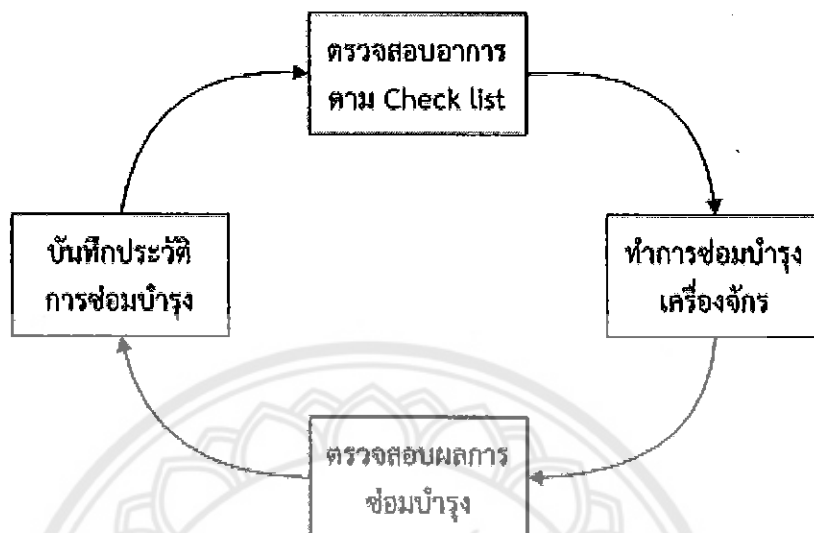 ตรวจสอบอาการ
ตาม Check list
ทำการซ่อมบำรุง
เครื่องจักร
ตรวจสอบผลการ
ซ่อมบำรุง
บันทึกประวัติ
การซ่อมบำรุง